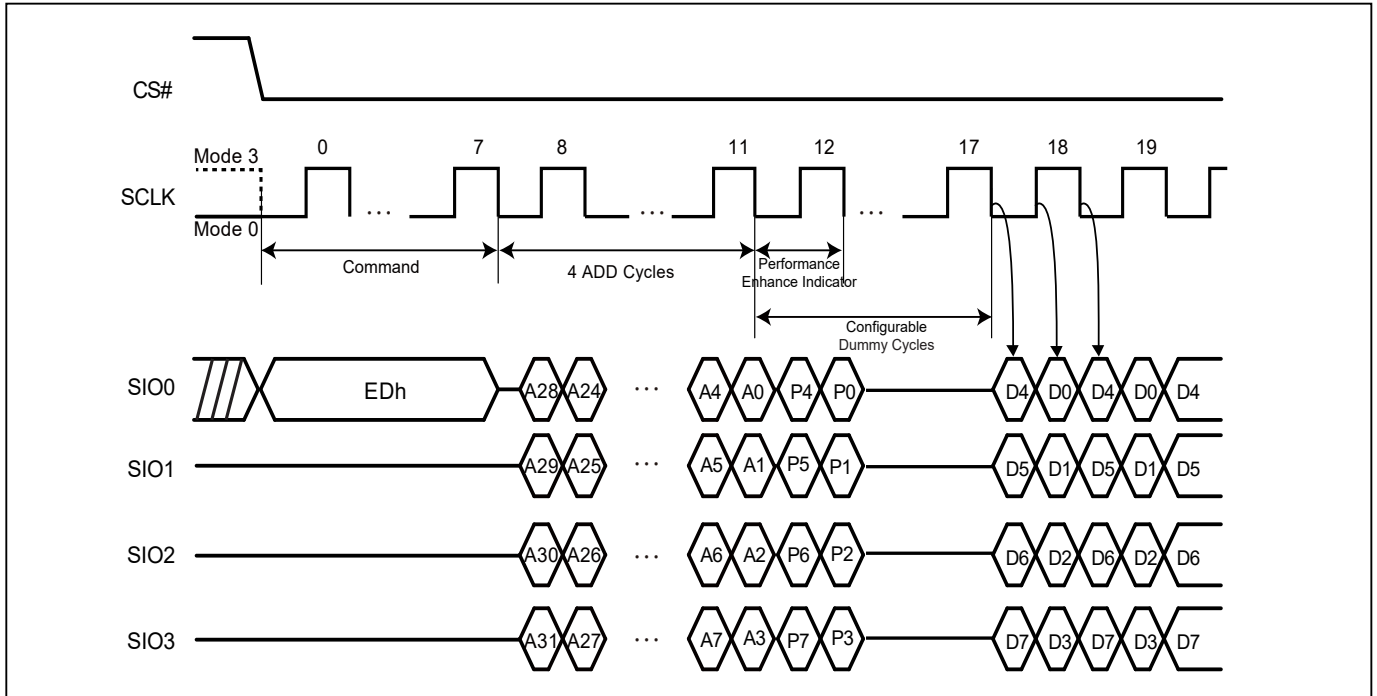 CS#
Mode 3
0 7 8 11 12 17 18 19
SCLK
... ... ...
Mode 0
Command
4 ADD Cycles
Performance
Enhance Indicator
Configurable
Dummy Cycles
SIO0 EDh A28 A24 ... A4 A0 P4 P0 D4 D0 D4 D0 D4
SIO1 A29 A25 ... A5 A1 P5 P1 D5 D1 D5 D1 D5
SIO2 A30 A26 ... A6 A2 P6 P2 D6 D2 D6 D2 D6
SIO3 A31 A27 ... A7 A3 P7 P3 D7 D3 D7 D3 D7